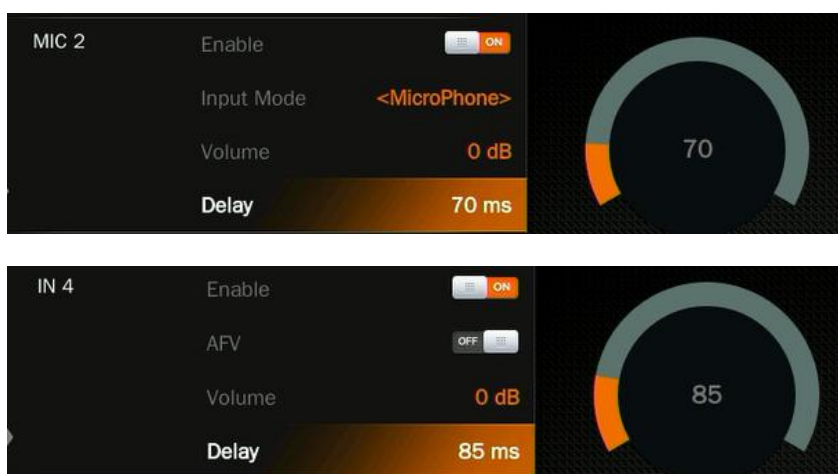 MIC 2 Enable ON
Input Mode <MicroPhone>
Volume 0 dB
Delay 70 ms
70
IN 4 Enable ON
AFV OFF
Volume 0 dB
Delay 85 ms
85